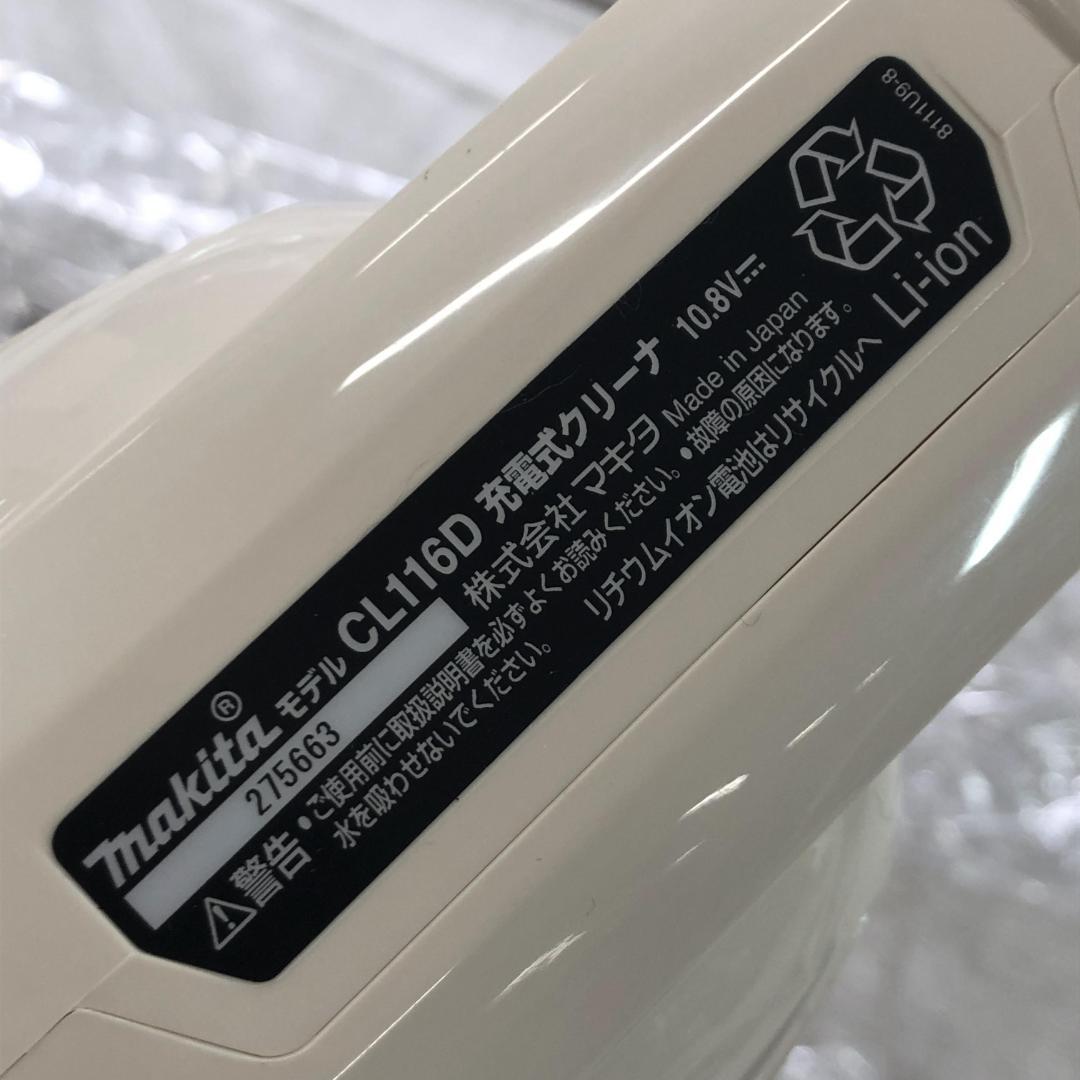 makita® モデル CL116D 充電式クリーナ 10.8V⎓
275663 株式会社マキタ Made in Japan
⚠警告 •ご使用前に取扱説明書を必ずよくお読みください。•故障の原因になります。
水を吸わせないでください。
リチウムイオン電池はリサイクルへ
Li-ion
8111U9-8